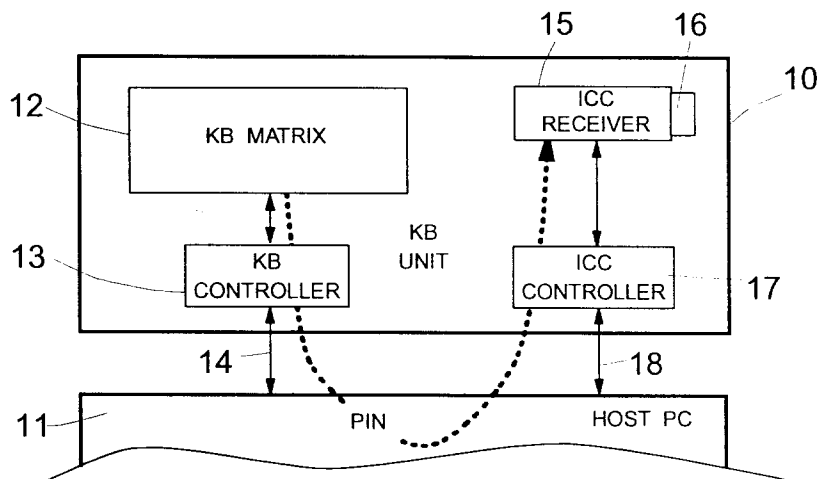 15
16
10
12
KB MATRIX
ICC
RECEIVER
KB
UNIT
13
KB
CONTROLLER
ICC
CONTROLLER
17
14
18
11
PIN
HOST PC